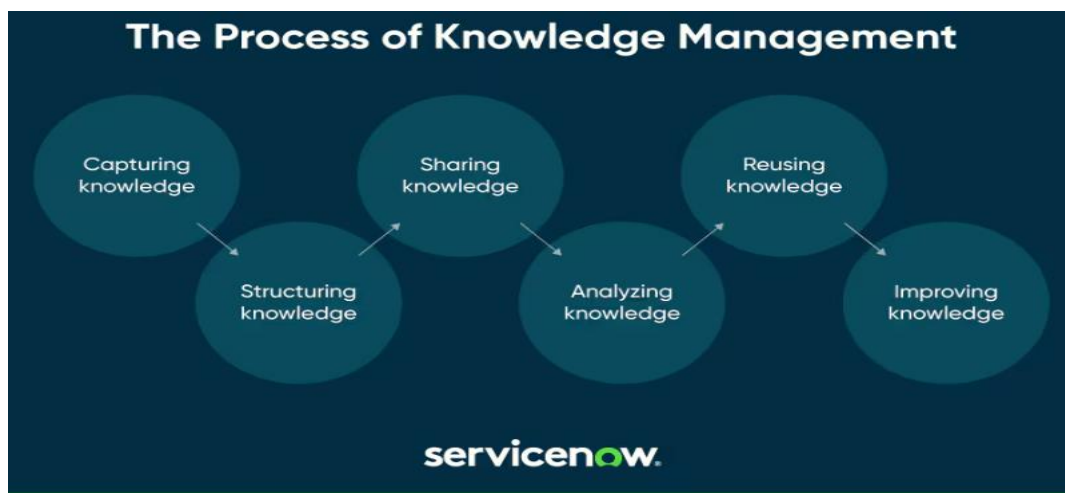 The Process of Knowledge Management
Capturing
knowledge
Structuring
knowledge
Sharing
knowledge
Analyzing
knowledge
Reusing
knowledge
Improving
knowledge
servicenow.